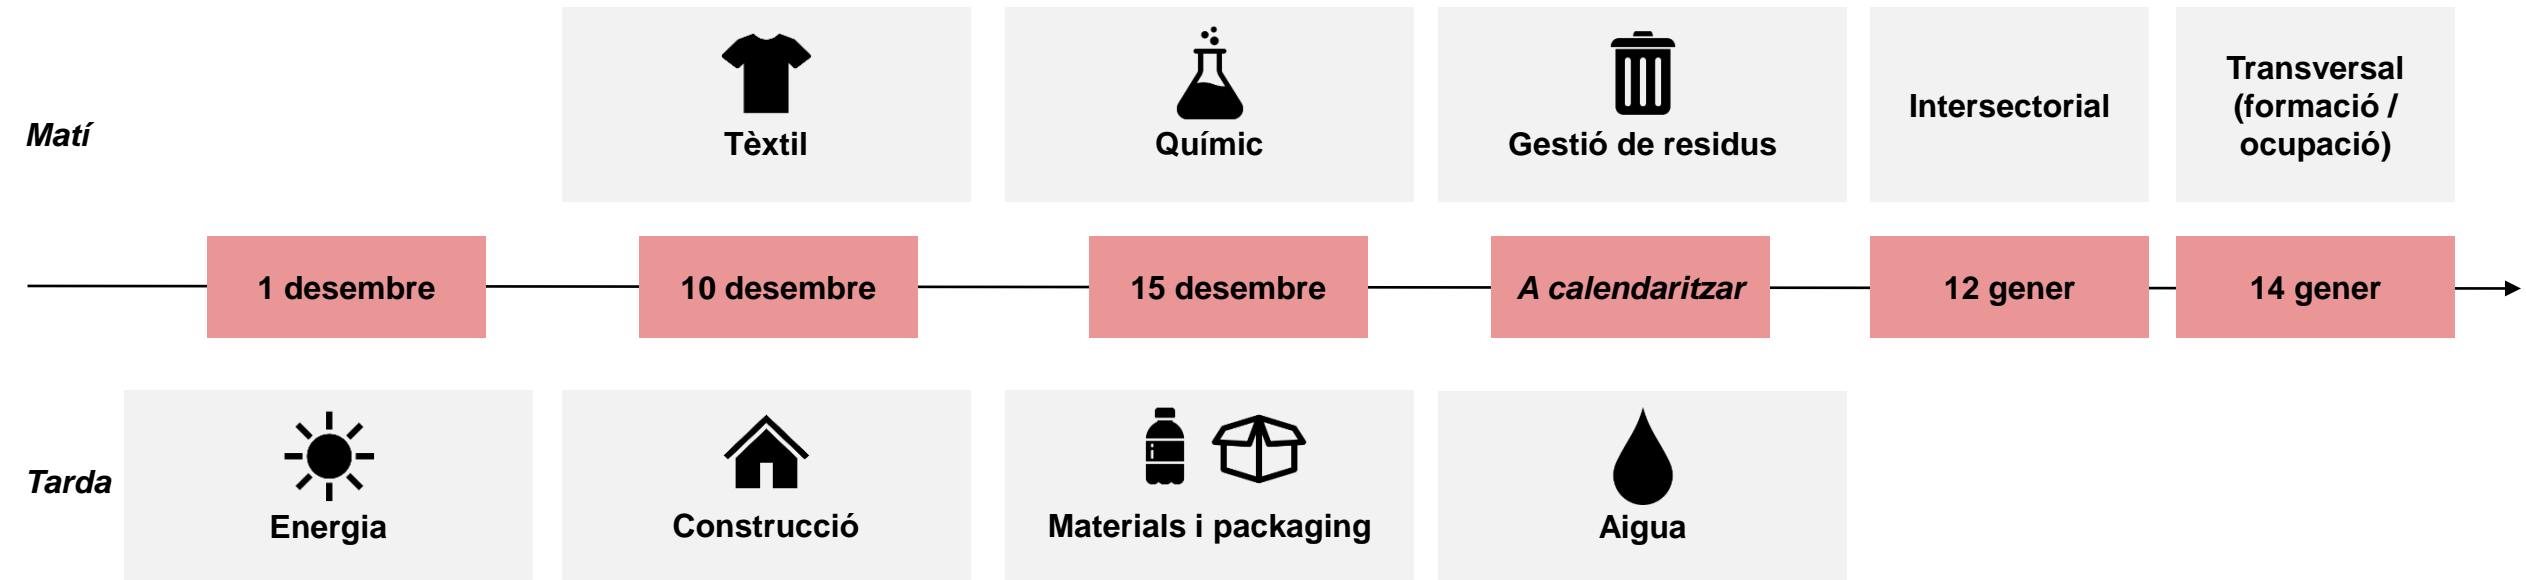 Matí
Tèxtil
Químic
Gestió de residus
Intersectorial
Transversal
(formació /
ocupació)
1 desembre
10 desembre
15 desembre
A calendaritzar
12 gener
14 gener
Tarda
Energia
Construcció
Materials i packaging
Aigua